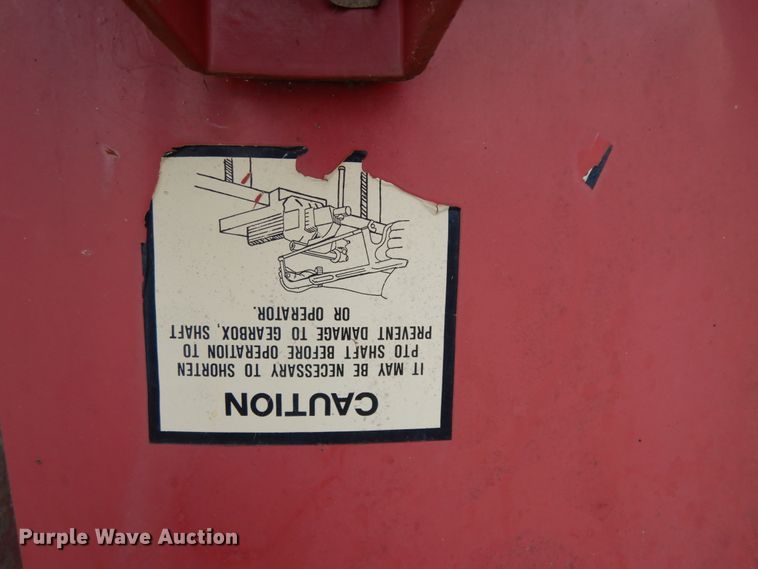 CAUTION
IT MAY BE NECESSARY TO SHORTEN
PTO SHAFT BEFORE OPERATION TO
PREVENT DAMAGE TO GEARBOX, SHAFT
OR OPERATOR.
Purple Wave Auction